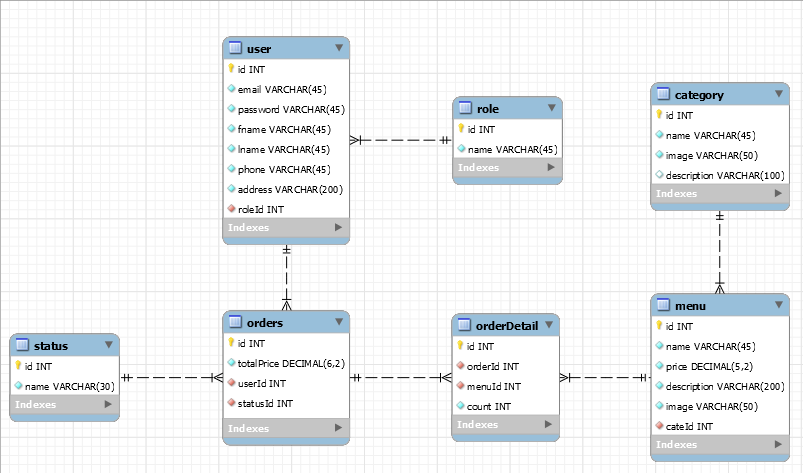 user
id INT
email VARCHAR(45)
password VARCHAR(45)
fname VARCHAR(45)
lname VARCHAR(45)
phone VARCHAR(45)
address VARCHAR(200)
roleId INT
Indexes
role
id INT
name VARCHAR(45)
Indexes
category
id INT
name VARCHAR(45)
image VARCHAR(50)
description VARCHAR(100)
Indexes
status
id INT
name VARCHAR(30)
Indexes
orders
id INT
totalPrice DECIMAL(6,2)
userId INT
statusId INT
Indexes
orderDetail
id INT
orderId INT
menuId INT
count INT
Indexes
menu
id INT
name VARCHAR(45)
price DECIMAL(5,2)
description VARCHAR(200)
image VARCHAR(50)
cateId INT
Indexes